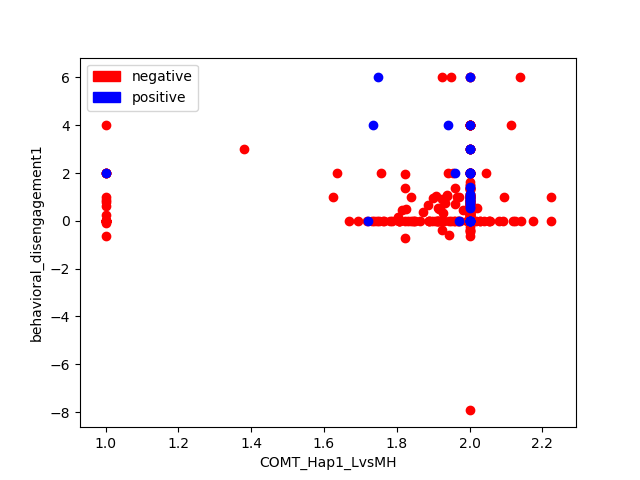 negative
positive
6
4
2
0
−2
−4
−6
−8
behavioral_disengagement1
1.0 1.2 1.4 1.6 1.8 2.0 2.2
COMT_Hap1_LvsMH